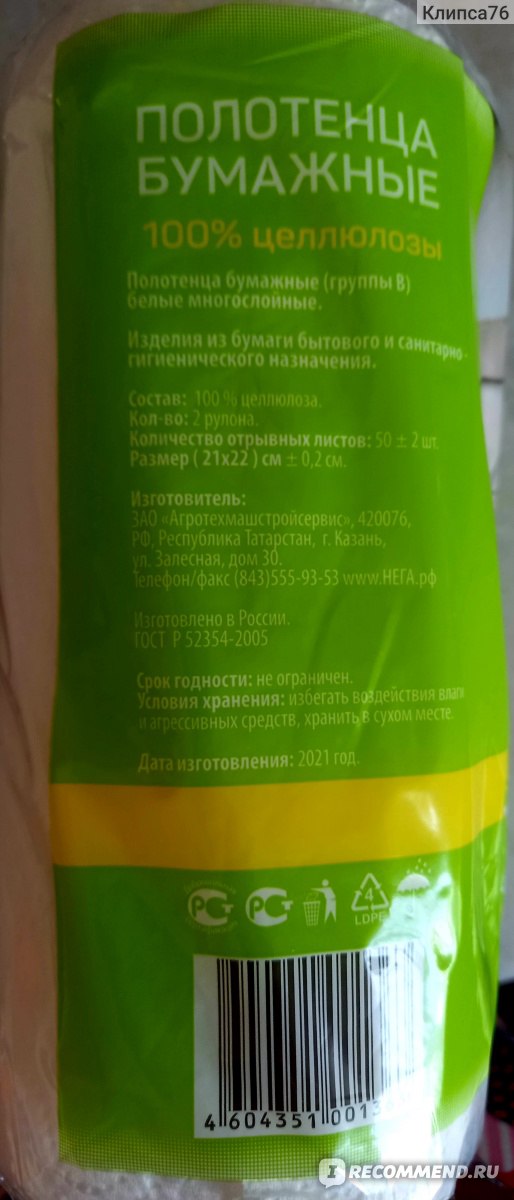 Клипса76
ПОЛОТЕНЦА
БУМАЖНЫЕ
100% целлюлозы
Полотенца бумажные (группы В)
белые многослойные.
Изделия из бумаги бытового и санитарно-
гигиенического назначения.
Состав: 100 % целлюлоза.
Кол-во: 2 рулона.
Количество отрывных листов: 50 ± 2 шт.
Размер ( 21х22 ) см ± 0,2 см.
Изготовитель:
ЗАО «Агротехмашстройсервис», 420076,
РФ, Республика Татарстан, г. Казань,
ул. Залесная, дом 30.
Телефон/факс (843)555-93-53 www.НЕГА.рф
Изготовлено в России.
ГОСТ Р 52354-2005
Срок годности: не ограничен.
Условия хранения: избегать воздействия влаги
и агрессивных средств, хранить в сухом месте.
Дата изготовления: 2021 год.
4
LDPE
4 604351 001
IRECOMMEND.RU